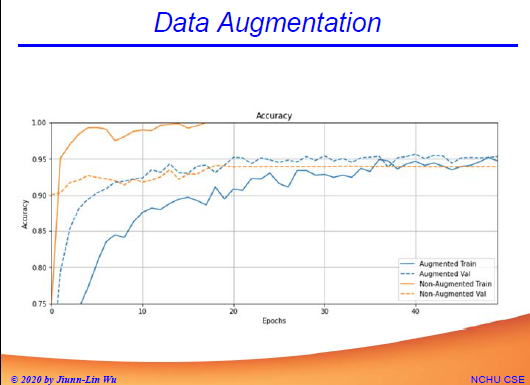 Data Augmentation
Accuracy
1.00
0.95
0.90
0.85
0.80
0.75
Accuracy
0
10
20
30
40
Epochs
Augmented Train
Augmented Val
Non-Augmented Train
Non-Augmented Val
© 2020 by Jiunn-Lin Wu
NCHU CSE